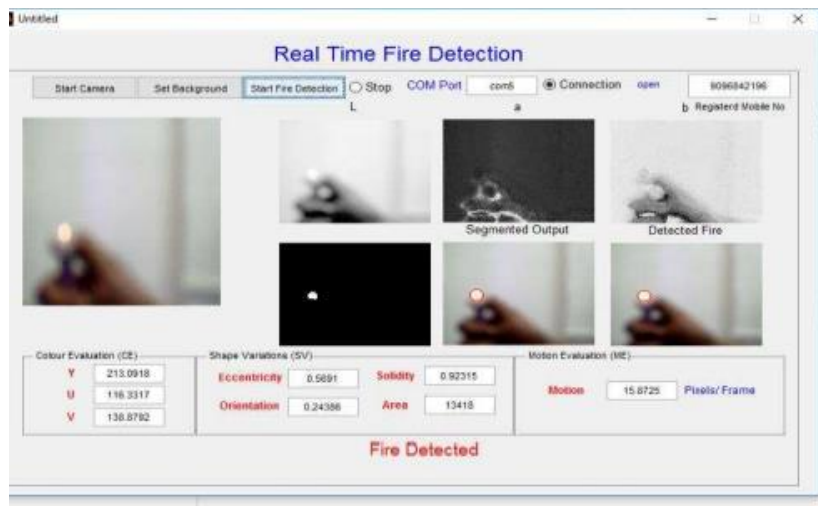 Untitled
Real Time Fire Detection
Start Camera Set Background Start Fire Detection Stop COM Port com5 Connection open 9096842196
L a b Registerd Mobile No
Segmented Output Detected Fire
Colour Evaluation (CE) Shape Variations (SV) Motion Evaluation (ME)
Y 213.0918 Eccentricity 0.5691 Solidity 0.92315
U 116.3317 Motion 15.8725 Pixels/ Frame
Orientation 0.24386 Area 13418
V 138.8792
Fire Detected